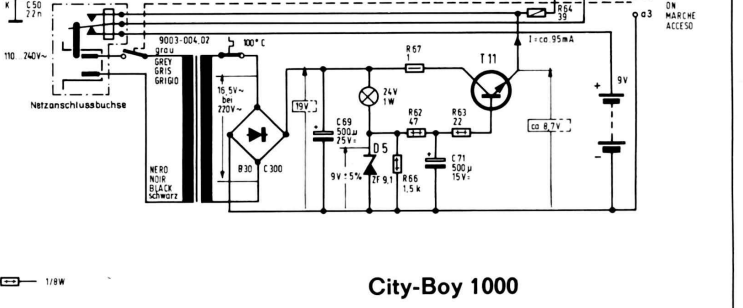 K
C50
22n
R64
39
ON
MARCHE
ACCESO
a3
I = ca. 95mA
9003-004,02
110...240V~
grau
GREY
GRIS
GRIGIO
100°C
R67
1
T11
Netzanschlussbuchse
16,5V~
bei
220V~
19V
24V
1W
+
9V
C69
500µ
25V=
R62
47
R63
22
ca 8,7V
D5
9V ±5%
ZF9,1
R66
1,5k
C71
500µ
15V=
NERO
NOIR
BLACK
schwarz
B30
C300
-
1/8W
City-Boy 1000